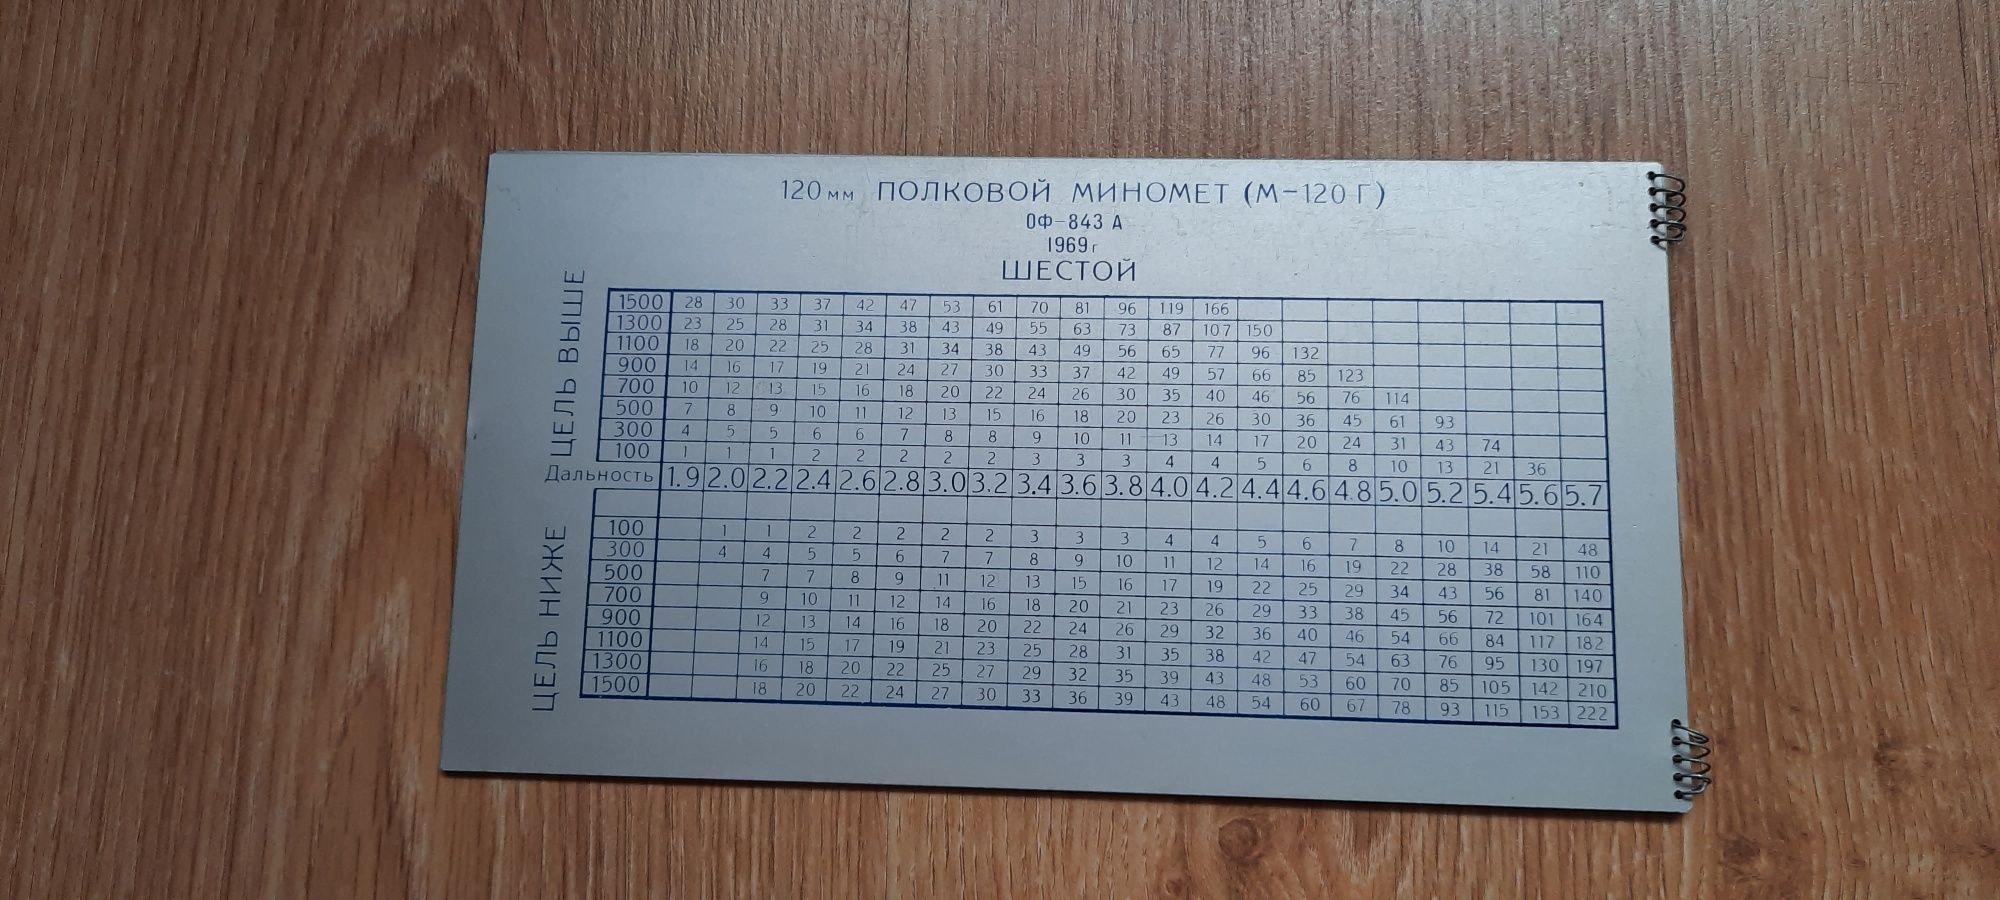 120 мм ПОЛКОВОЙ МИНОМЕТ (М-120 Г)
ОФ-843 А
1969 г
ШЕСТОЙ
ЦЕЛЬ ВЫШЕ
1500 28 30 33 37 42 47 53 61 70 81 96 119 166
1300 23 25 28 31 34 38 43 49 55 63 73 87 107 150
1100 18 20 22 25 28 31 34 38 43 49 56 65 77 96 132
900 14 16 17 19 21 24 27 30 33 37 42 49 57 66 85 123
700 10 12 13 15 16 18 20 22 24 26 30 35 40 46 56 76 114
500 7 8 9 10 11 12 13 15 16 18 20 23 26 30 36 45 61 93
300 4 5 5 6 6 7 8 8 9 10 11 13 14 17 20 24 31 43 74
100 1 1 1 2 2 2 2 2 3 3 3 4 4 5 6 8 10 13 21 36
Дальность 1.9 2.0 2.2 2.4 2.6 2.8 3.0 3.2 3.4 3.6 3.8 4.0 4.2 4.4 4.6 4.8 5.0 5.2 5.4 5.6 5.7
ЦЕЛЬ НИЖЕ
100 1 1 2 2 2 2 2 3 3 3 4 4 5 6 7 8 10 14 21 48
300 4 4 5 5 6 7 7 8 9 10 11 12 14 16 19 22 28 38 58 110
500 7 7 8 9 11 12 13 15 16 17 19 22 25 29 34 43 56 81 140
700 9 10 11 12 14 16 18 20 21 23 26 29 33 38 45 56 72 101 164
900 12 13 14 16 18 20 22 24 26 29 32 36 40 46 54 66 84 117 182
1100 14 15 17 19 21 23 25 28 31 35 38 42 47 54 63 76 95 130 197
1300 16 18 20 22 25 27 29 32 35 39 43 48 53 60 70 85 105 142 210
1500 18 20 22 24 27 30 33 36 39 43 48 54 60 67 78 93 115 153 222